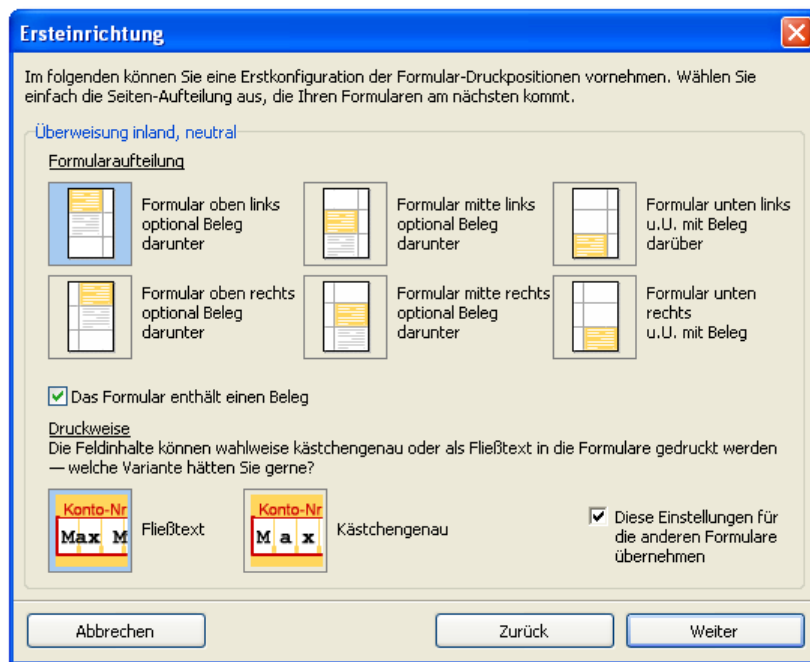 Ersteinrichtung
Im folgenden können Sie eine Erstkonfiguration der Formular-Druckpositionen vornehmen. Wählen Sie
einfach die Seiten-Aufteilung aus, die Ihren Formularen am nächsten kommt.
Überweisung inland, neutral
Formularaufteilung
Formular oben links
optional Beleg
darunter
Formular mitte links
optional Beleg
darunter
Formular unten links
u.U. mit Beleg
darüber
Formular oben rechts
optional Beleg
darunter
Formular mitte rechts
optional Beleg
darunter
Formular unten
rechts
u.U. mit Beleg
Das Formular enthält einen Beleg
Druckweise
Die Feldinhalte können wahlweise kästchengenau oder als Fließtext in die Formulare gedruckt werden
— welche Variante hätten Sie gerne?
Konto-Nr
Max M
Fließtext
Konto-Nr
M a x
Kästchengenau
Diese Einstellungen für
die anderen Formulare
übernehmen
Abbrechen
Zurück
Weiter